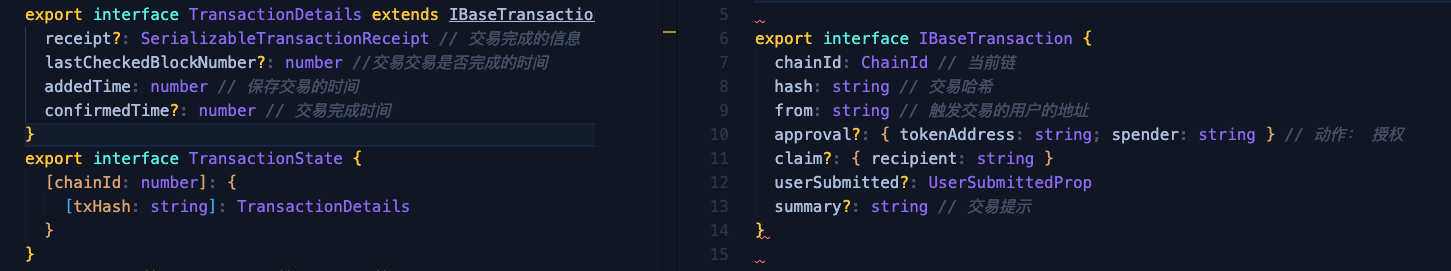 export interface TransactionDetails extends IBaseTransactio
receipt?: SerializableTransactionReceipt // 交易完成的信息
lastCheckedBlockNumber?: number //交易交易是否完成的时间
addedTime: number // 保存交易的时间
confirmedTime?: number // 交易完成时间
}
export interface TransactionState {
[chainId: number]: {
[txHash: string]: TransactionDetails
}
}
5
6 export interface IBaseTransaction {
7 chainId: ChainId // 当前链
8 hash: string // 交易哈希
9 from: string // 触发交易的用户的地址
10 approval?: { tokenAddress: string; spender: string } // 动作： 授权
11 claim?: { recipient: string }
12 userSubmitted?: UserSubmittedProp
13 summary?: string // 交易提示
14 }
15